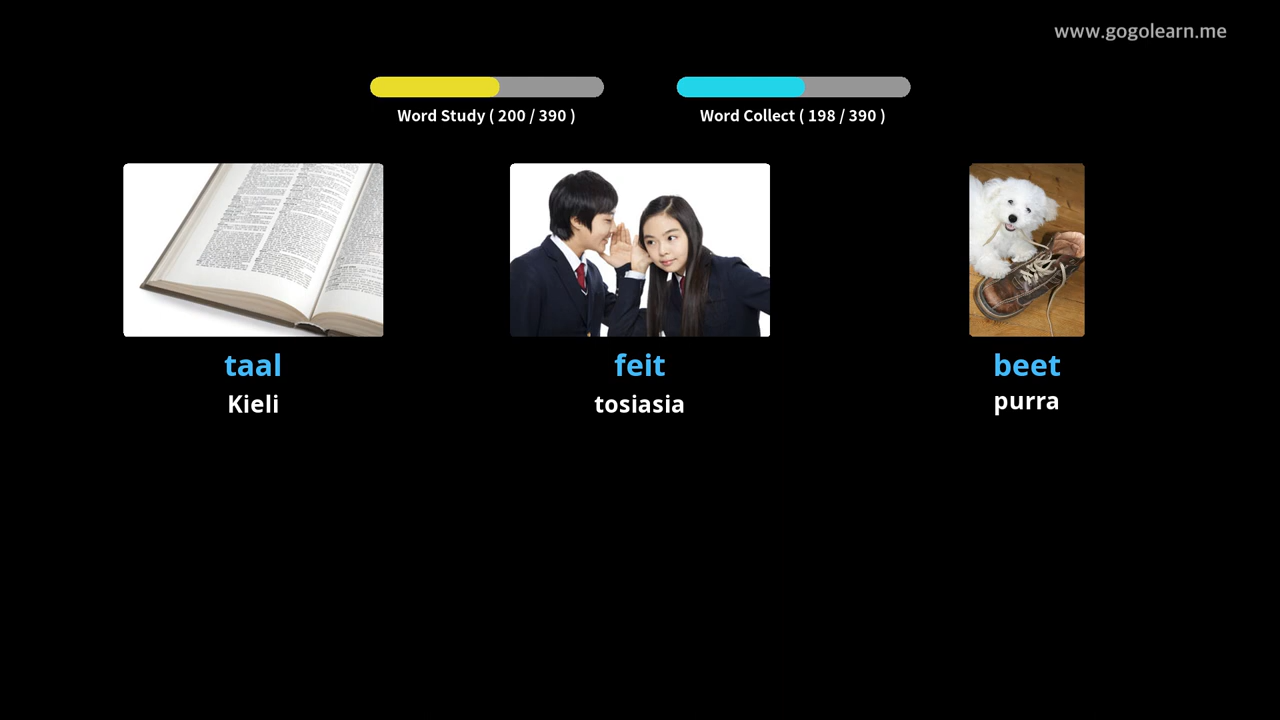 www.gogolearn.me
Word Study ( 200 / 390 )
Word Collect ( 198 / 390 )
taal
feit
beet
Kieli
tosiasia
purra